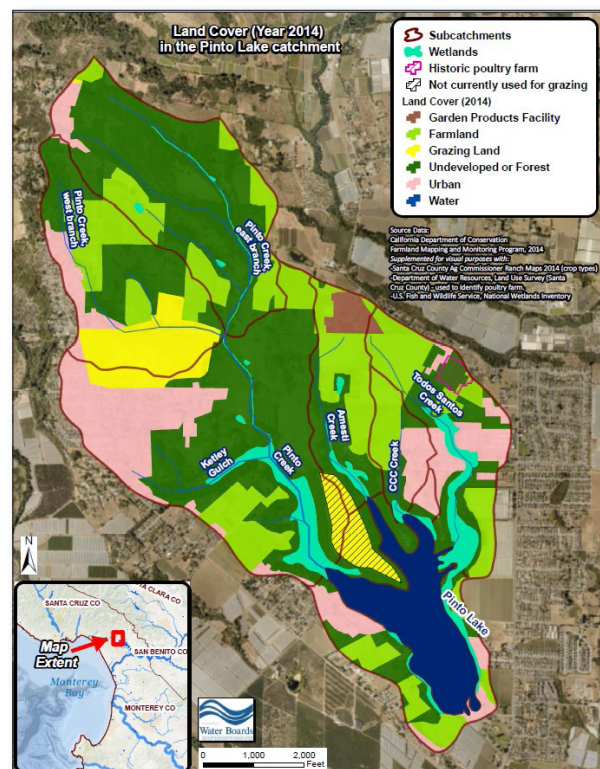 Land Cover (Year 2014)
in the Pinto Lake catchment
Subcatchments
Wetlands
Historic poultry farm
Not currently used for grazing
Land Cover (2014)
Garden Products Facility
Farmland
Grazing Land
Undeveloped or Forest
Urban
Water
Source Data:
California Department of Conservation
Farmland Mapping and Monitoring Program, 2014
Supplemented for visual purposes with:
-Santa Cruz County Ag Commissioner Ranch Maps 2014 (crop types)
-Department of Water Resources, Land Use Survey (Santa
Cruz County) - used to identify poultry farm.
-U.S. Fish and Wildlife Service, National Wetlands Inventory
Pinto Creek,
west branch
Pinto Creek,
east branch
Todos Santos
Creek
Amesti
Creek
CCC Creek
Pinto
Creek
Kelley
Gulch
Pinto Lake
N
SANTA CRUZ CO
TA CLARA CO
Map
Extent
SAN BENITO CO
Monterey
Bay
MONTEREY CO
Water Boards
0 1,000 2,000
Feet